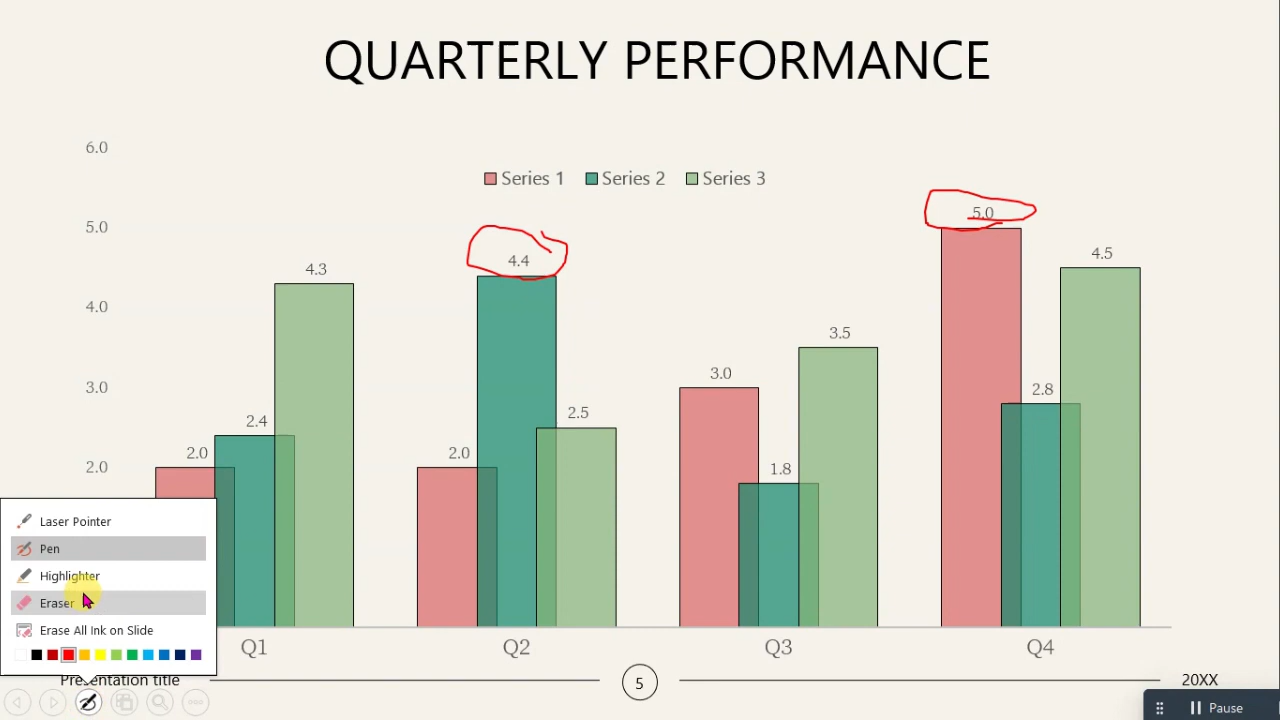 QUARTERLY PERFORMANCE
6.0
Series 1 Series 2 Series 3
5.0
5.0
4.4
4.5
4.3
4.0
3.5
3.0
3.0
2.8
2.4
2.5
2.0
2.0
2.0
1.8
Laser Pointer
Pen
Highlighter
Eraser
Erase All Ink on Slide
Q1 Q2 Q3 Q4
Presentation title
5
20XX
Pause